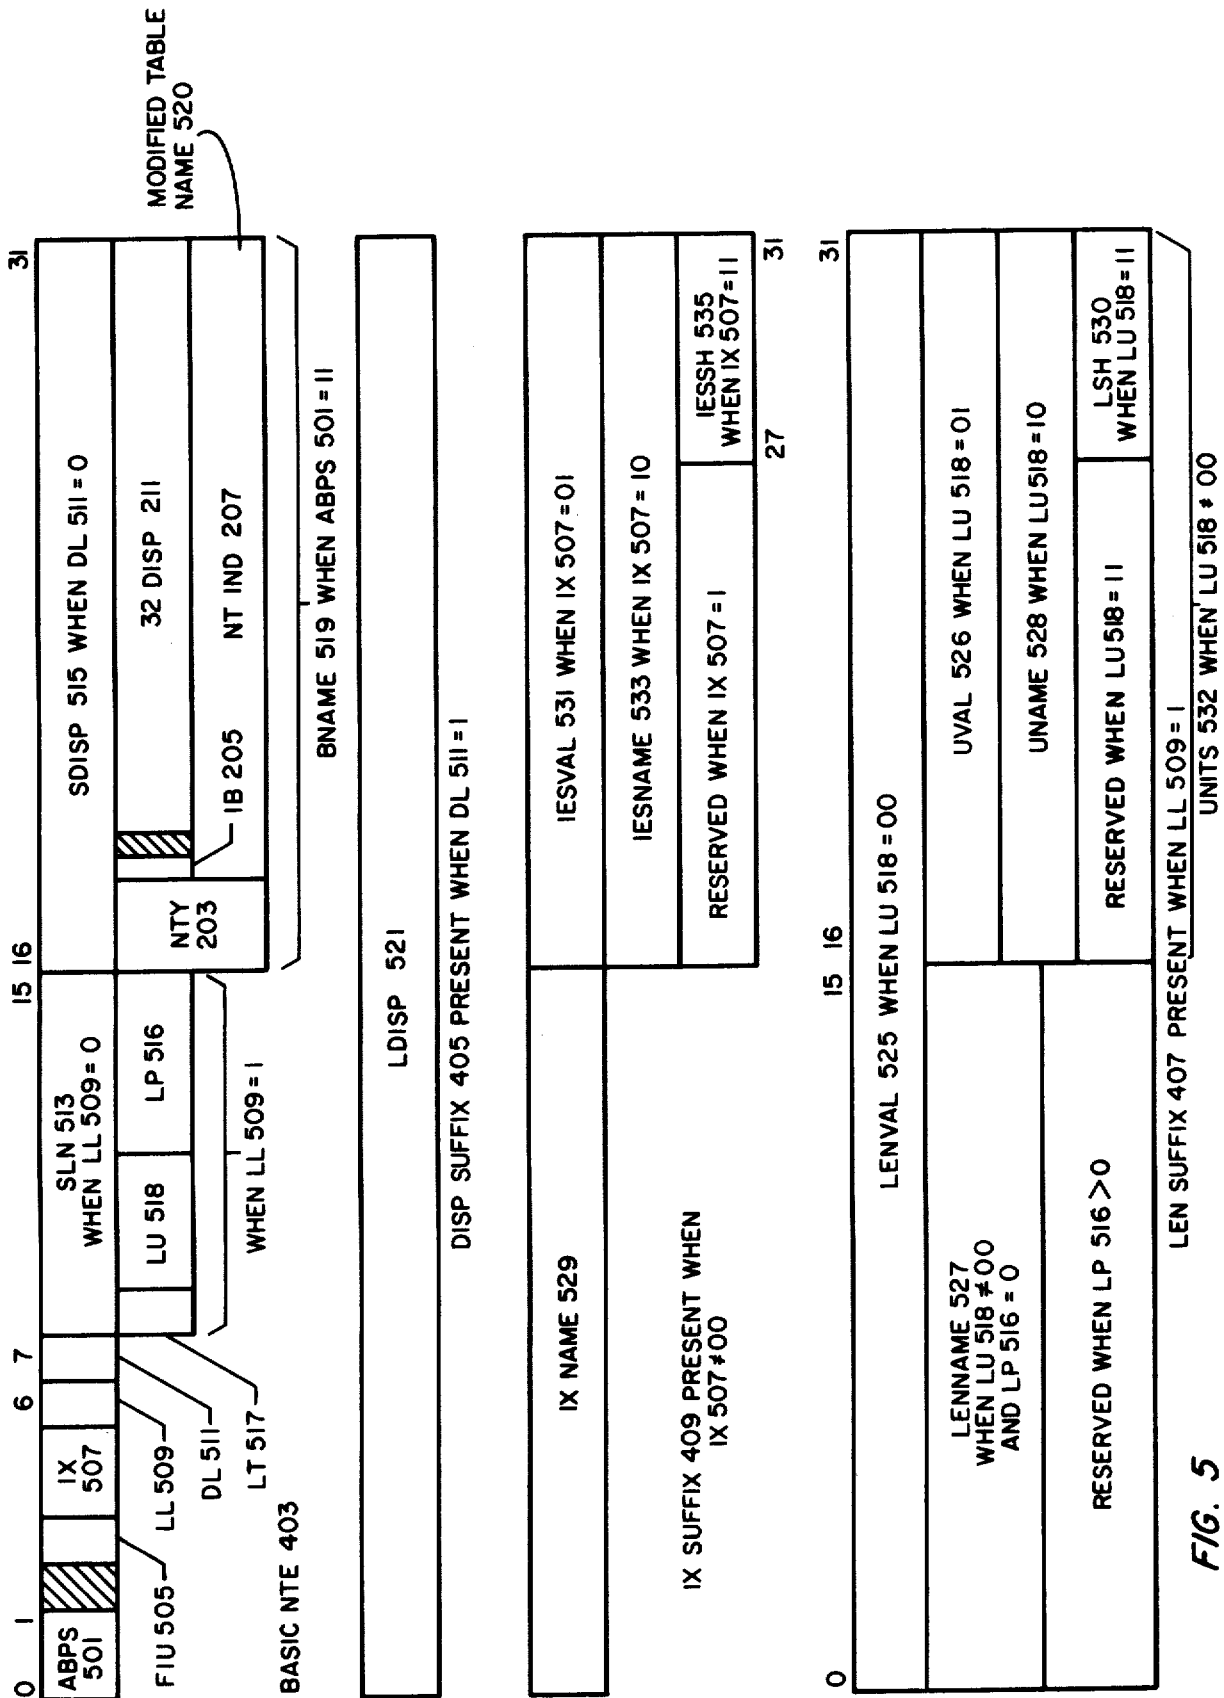 0 1 6 7 15 16 31
ABPS
501
IX
507
SLN 513
WHEN LL 509=0
SDISP 515 WHEN DL 511=0
LU 518
LP 516
NTY
203
32 DISP 211
IB 205
NT IND 207
MODIFIED TABLE
NAME 520
FIU 505
LL 509
DL 511
LT 517
WHEN LL 509=1
BNAME 519 WHEN ABPS 501=11
BASIC NTE 403
LDISP 521
DISP SUFFIX 405 PRESENT WHEN DL 511=1
IX NAME 529
IESVAL 531 WHEN IX 507=01
IESNAME 533 WHEN IX 507=10
RESERVED WHEN IX 507=1
IESSH 535
WHEN IX 507=11
27 31
IX SUFFIX 409 PRESENT WHEN
IX 507≠00
0 15 16 31
LENVAL 525 WHEN LU 518=00
LENNAME 527
WHEN LU 518≠00
AND LP 516=0
UVAL 526 WHEN LU 518=01
UNAME 528 WHEN LU 518=10
RESERVED WHEN LP 516>0
RESERVED WHEN LU 518=11
LSH 530
WHEN LU 518=11
LEN SUFFIX 407 PRESENT WHEN LL 509=1
UNITS 532 WHEN LU 518≠00
FIG. 5